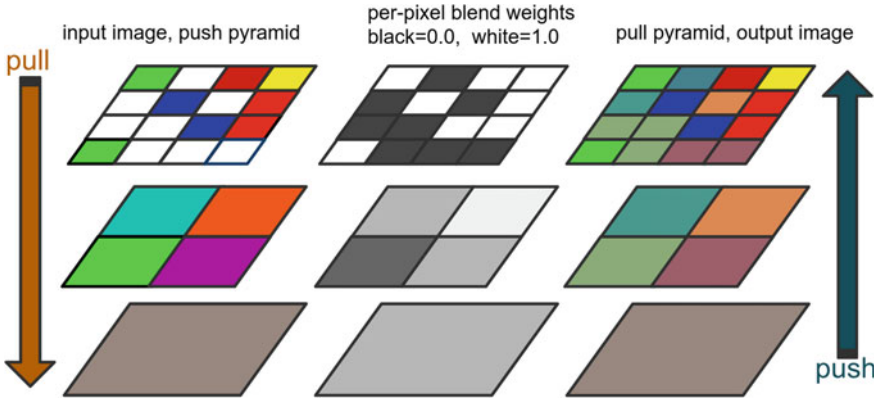 input image, push pyramid
per-pixel blend weights
black=0.0, white=1.0
pull pyramid, output image
pull
push